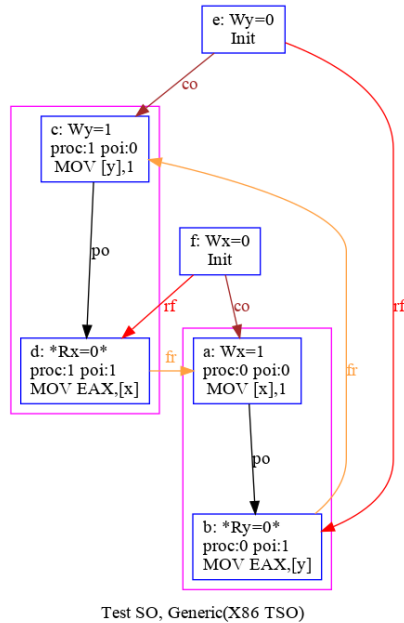 e: Wy=0
Init
co
c: Wy=1
proc:1 poi:0
MOV [y],1
po
f: Wx=0
Init
rf
co
rf
fr
d: *Rx=0*
proc:1 poi:1
MOV EAX,[x]
fr
a: Wx=1
proc:0 poi:0
MOV [x],1
po
b: *Ry=0*
proc:0 poi:1
MOV EAX,[y]
Test SO, Generic(X86 TSO)